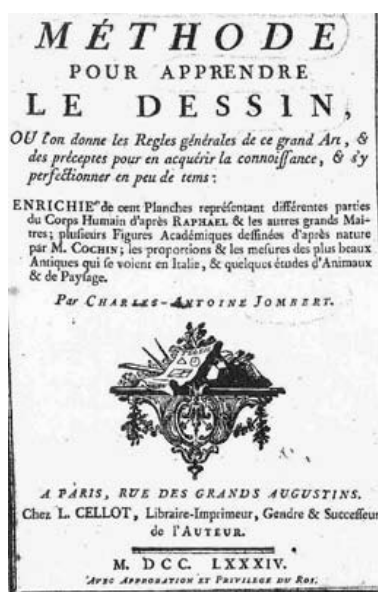 MÉTHODE
POUR APPRENDRE
LE DESSIN,
OU l'on donne les Regles générales de ce grand Art, &
des préceptes pour en acquérir la connoiſſance, & s'y
perfectionner en peu de tems:
ENRICHIE de cent Planches repréſentant différentes parties
du Corps Humain d'après RAPHAEL & les autres grands Maî-
tres; pluſieurs Figures Académiques deſſinées d'après nature
par M. COCHIN; les proportions & les meſures des plus beaux
Antiques qui ſe voient en Italie, & quelques études d'Animaux
& de Payſage.
Par CHARLES-ANTOINE JOMBERT.
A PARIS, RUE DES GRANDS AUGUSTINS.
Chez L. CELLOT, Libraire-Imprimeur, Gendre & Succeſſeur
de l'AUTEUR.
M. DCC. LXXXIV.
AVEC APPROBATION ET PRIVILEGE DU ROI.